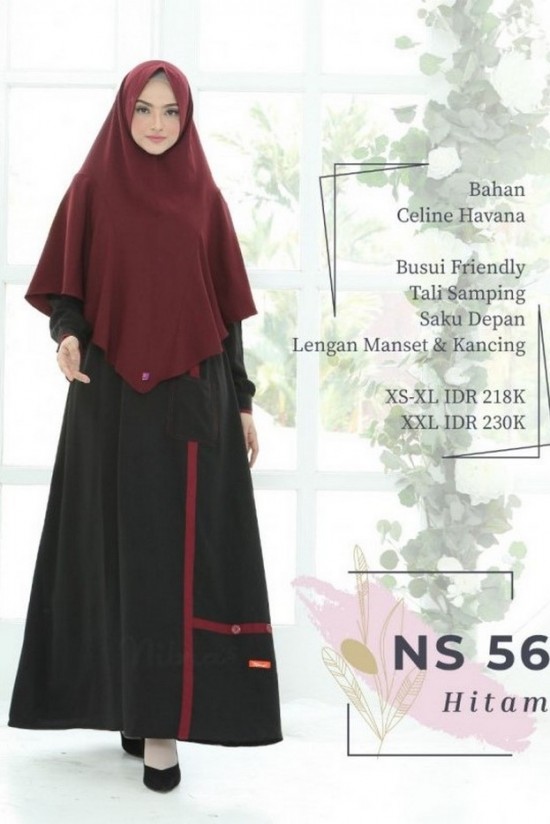 Bahan
Celine Havana
Busui Friendly
Tali Samping
Saku Depan
Lengan Manset & Kancing
XS-XL IDR 218K
XXL IDR 230K
NS 56
Hitam